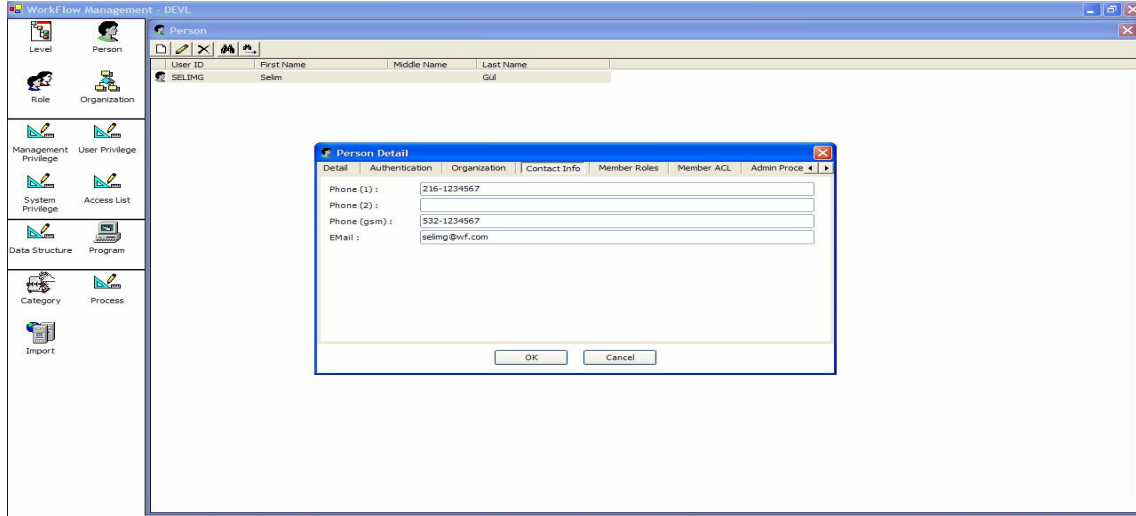 WorkFlow Management - DEVL
Level Person
Role Organization
Management Privilege User Privilege
System Privilege Access List
Data Structure Program
Category Process
Import
Person
User ID First Name Middle Name Last Name
SELIMG Selim Gül
Person Detail
Detail Authentication Organization Contact Info Member Roles Member ACL Admin Proce
Phone (1) : 216-1234567
Phone (2) :
Phone (gsm) : 532-1234567
EMail : selimg@wf.com
OK Cancel